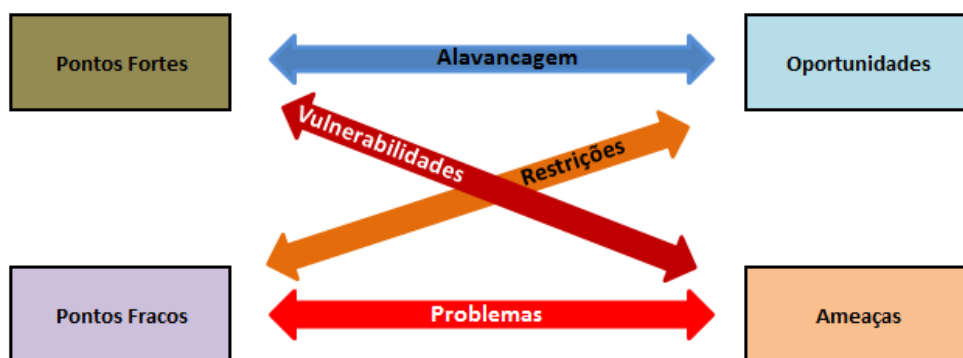 Pontos Fortes
Alavancagem
Oportunidades
Vulnerabilidades
Restrições
Pontos Fracos
Problemas
Ameaças